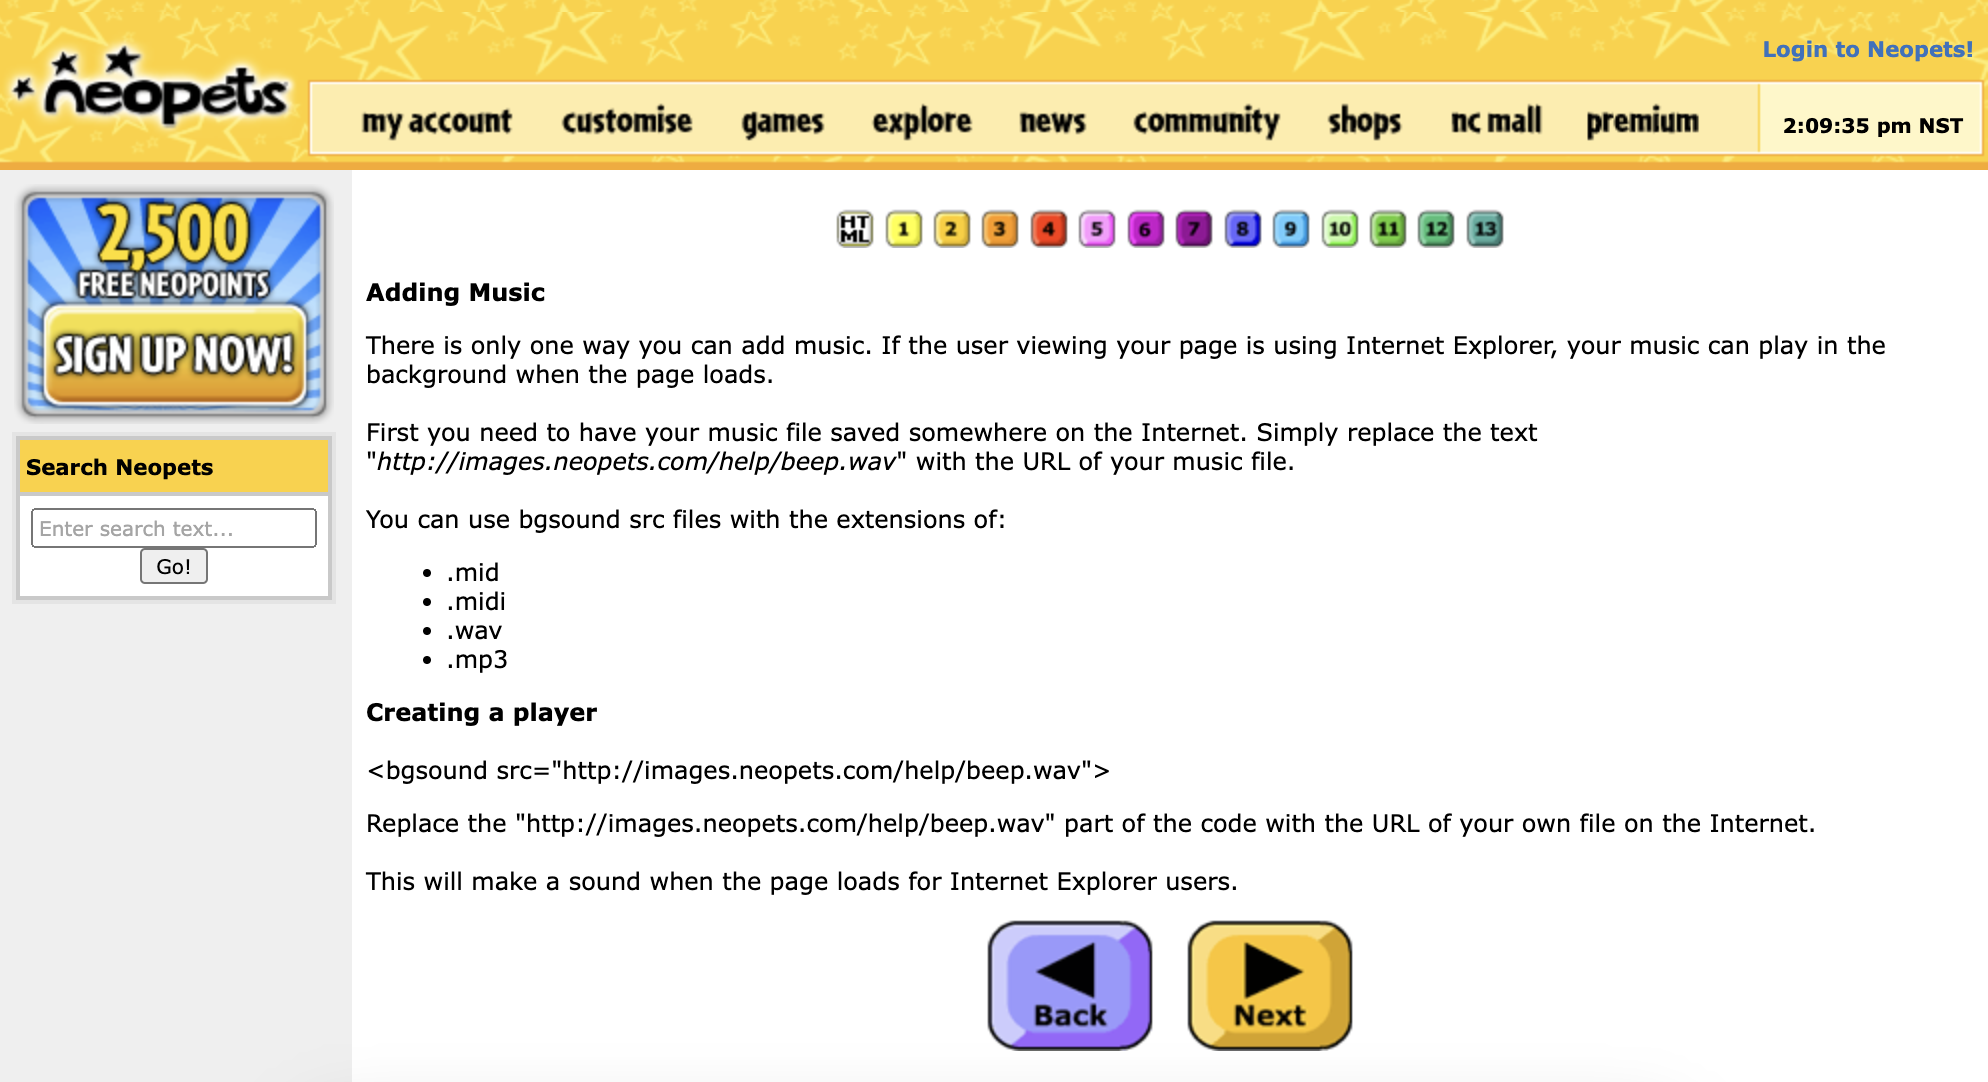 Login to Neopets!
neopets
my account customise games explore news community shops nc mall premium 2:09:35 pm NST
2,500
FREE NEOPOINTS
SIGN UP NOW!
Search Neopets
Enter search text...
Go!
HT
ML 1 2 3 4 5 6 7 8 9 10 11 12 13
Adding Music
There is only one way you can add music. If the user viewing your page is using Internet Explorer, your music can play in the
background when the page loads.
First you need to have your music file saved somewhere on the Internet. Simply replace the text
"http://images.neopets.com/help/beep.wav" with the URL of your music file.
You can use bgsound src files with the extensions of:
• .mid
• .midi
• .wav
• .mp3
Creating a player
<bgsound src="http://images.neopets.com/help/beep.wav">
Replace the "http://images.neopets.com/help/beep.wav" part of the code with the URL of your own file on the Internet.
This will make a sound when the page loads for Internet Explorer users.
Back Next